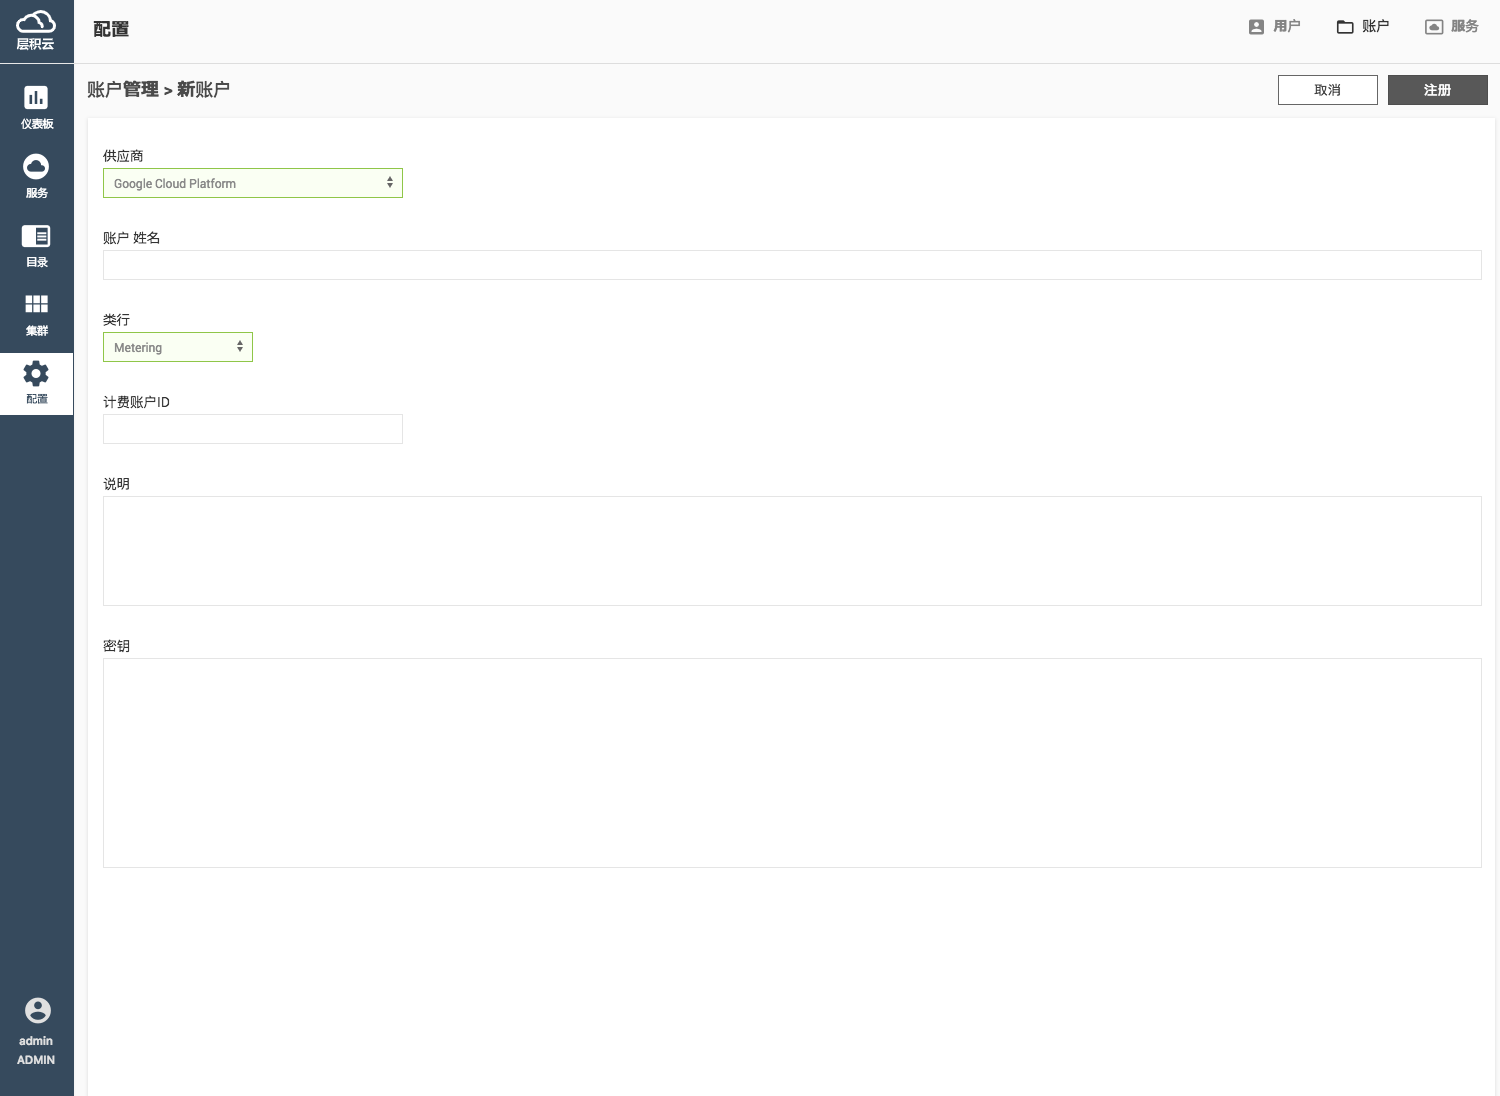 层积云
配置
用户
账户
服务
账户管理 > 新账户
取消
注册
仪表板
服务
目录
集群
配置
供应商
Google Cloud Platform
账户 姓名
类行
Metering
计费账户ID
说明
密钥
admin
ADMIN